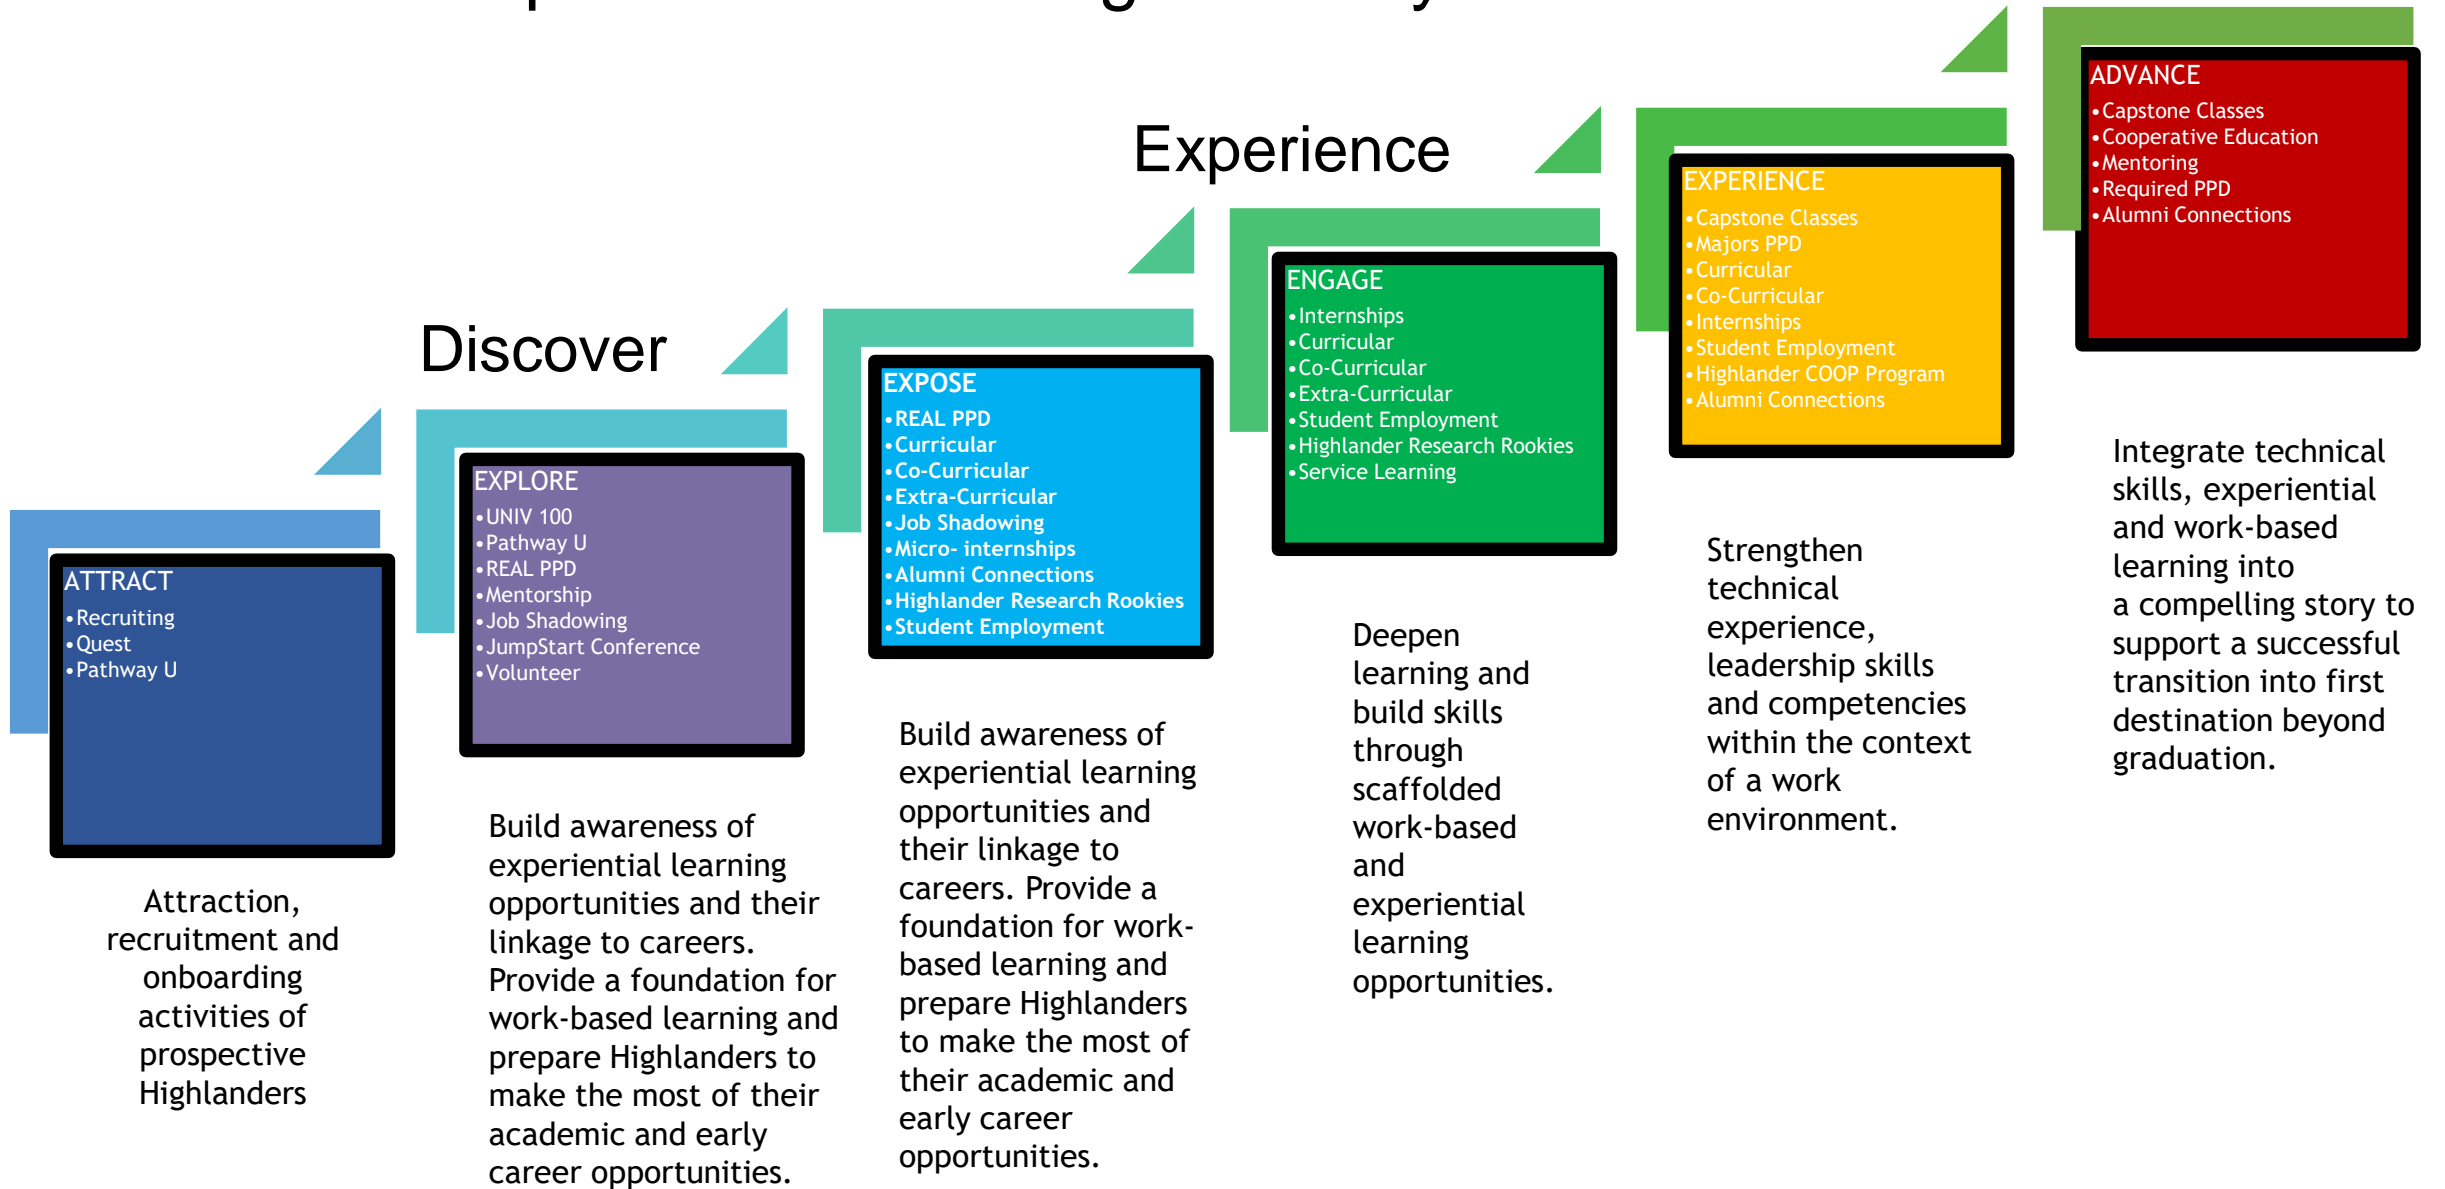 Discover
Experience
ATTRACT
•Recruiting
•Quest
•Pathway U
Attraction,
recruitment and
onboarding
activities of
prospective
Highlanders
EXPLORE
•UNIV 100
•Pathway U
•REAL PPD
•Mentorship
•Job Shadowing
•JumpStart Conference
•Volunteer
Build awareness of
experiential learning
opportunities and their
linkage to careers.
Provide a foundation for
work-based learning and
prepare Highlanders to
make the most of their
academic and early
career opportunities.
EXPOSE
•REAL PPD
•Curricular
•Co-Curricular
•Extra-Curricular
•Job Shadowing
•Micro- internships
•Alumni Connections
•Highlander Research Rookies
•Student Employment
Build awareness of
experiential learning
opportunities and
their linkage to
careers. Provide a
foundation for work-
based learning and
prepare Highlanders
to make the most of
their academic and
early career
opportunities.
ENGAGE
•Internships
•Curricular
•Co-Curricular
•Extra-Curricular
•Student Employment
•Highlander Research Rookies
•Service Learning
Deepen
learning and
build skills
through
scaffolded
work-based
and
experiential
learning
opportunities.
EXPERIENCE
•Capstone Classes
•Majors PPD
•Curricular
•Co-Curricular
•Internships
•Student Employment
•Highlander COOP Program
•Alumni Connections
Strengthen
technical
experience,
leadership skills
and competencies
within the context
of a work
environment.
ADVANCE
•Capstone Classes
•Cooperative Education
•Mentoring
•Required PPD
•Alumni Connections
Integrate technical
skills, experiential
and work-based
learning into
a compelling story to
support a successful
transition into first
destination beyond
graduation.